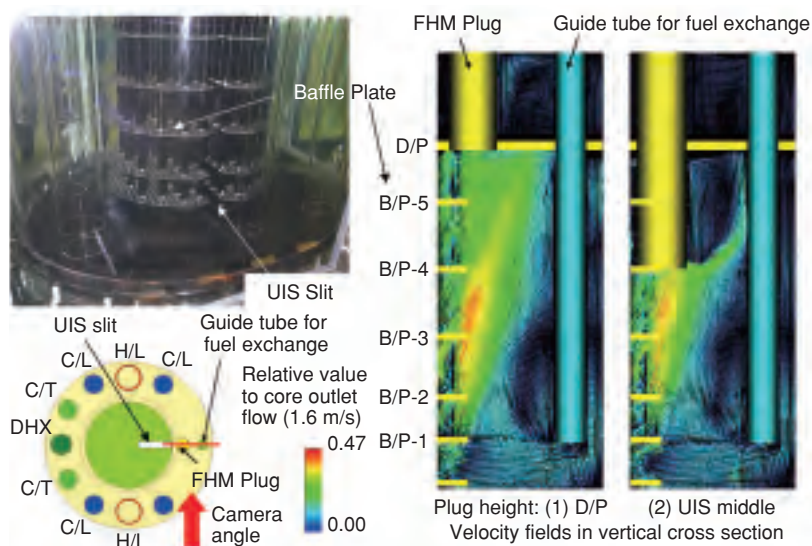 Baffle Plate
UIS Slit
UIS slit
Guide tube for
fuel exchange
C/L
H/L
C/L
C/T
DHX
C/T
C/L
H/L
C/L
FHM Plug
Camera
angle
Relative value
to core outlet
flow (1.6 m/s)
0.47
0.00
FHM Plug
Guide tube for fuel exchange
D/P
B/P-5
B/P-4
B/P-3
B/P-2
B/P-1
Plug height: (1) D/P
(2) UIS middle
Velocity fields in vertical cross section